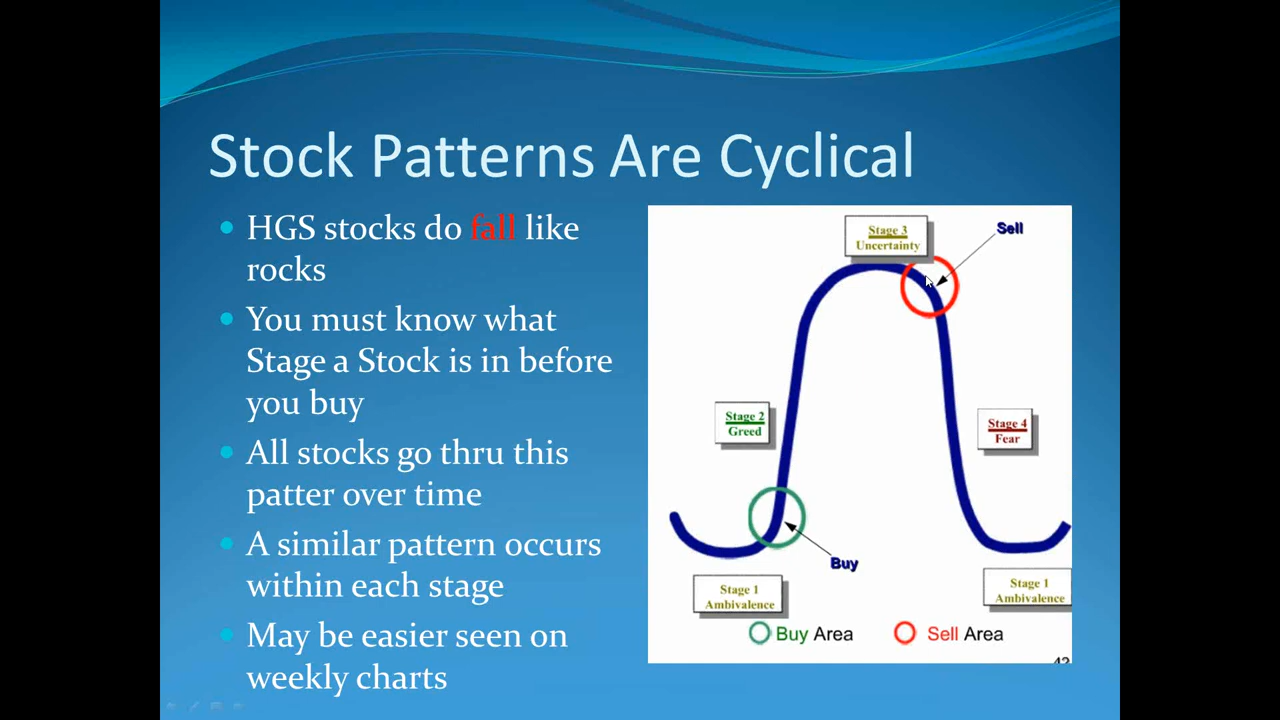 Stock Patterns Are Cyclical
HGS stocks do fall like
rocks
You must know what
Stage a Stock is in before
you buy
All stocks go thru this
patter over time
A similar pattern occurs
within each stage
May be easier seen on
weekly charts
Stage 3
Uncertainty
Sell
Stage 2
Greed
Stage 4
Fear
Buy
Stage 1
Ambivalence
Stage 1
Ambivalence
Buy Area
Sell Area